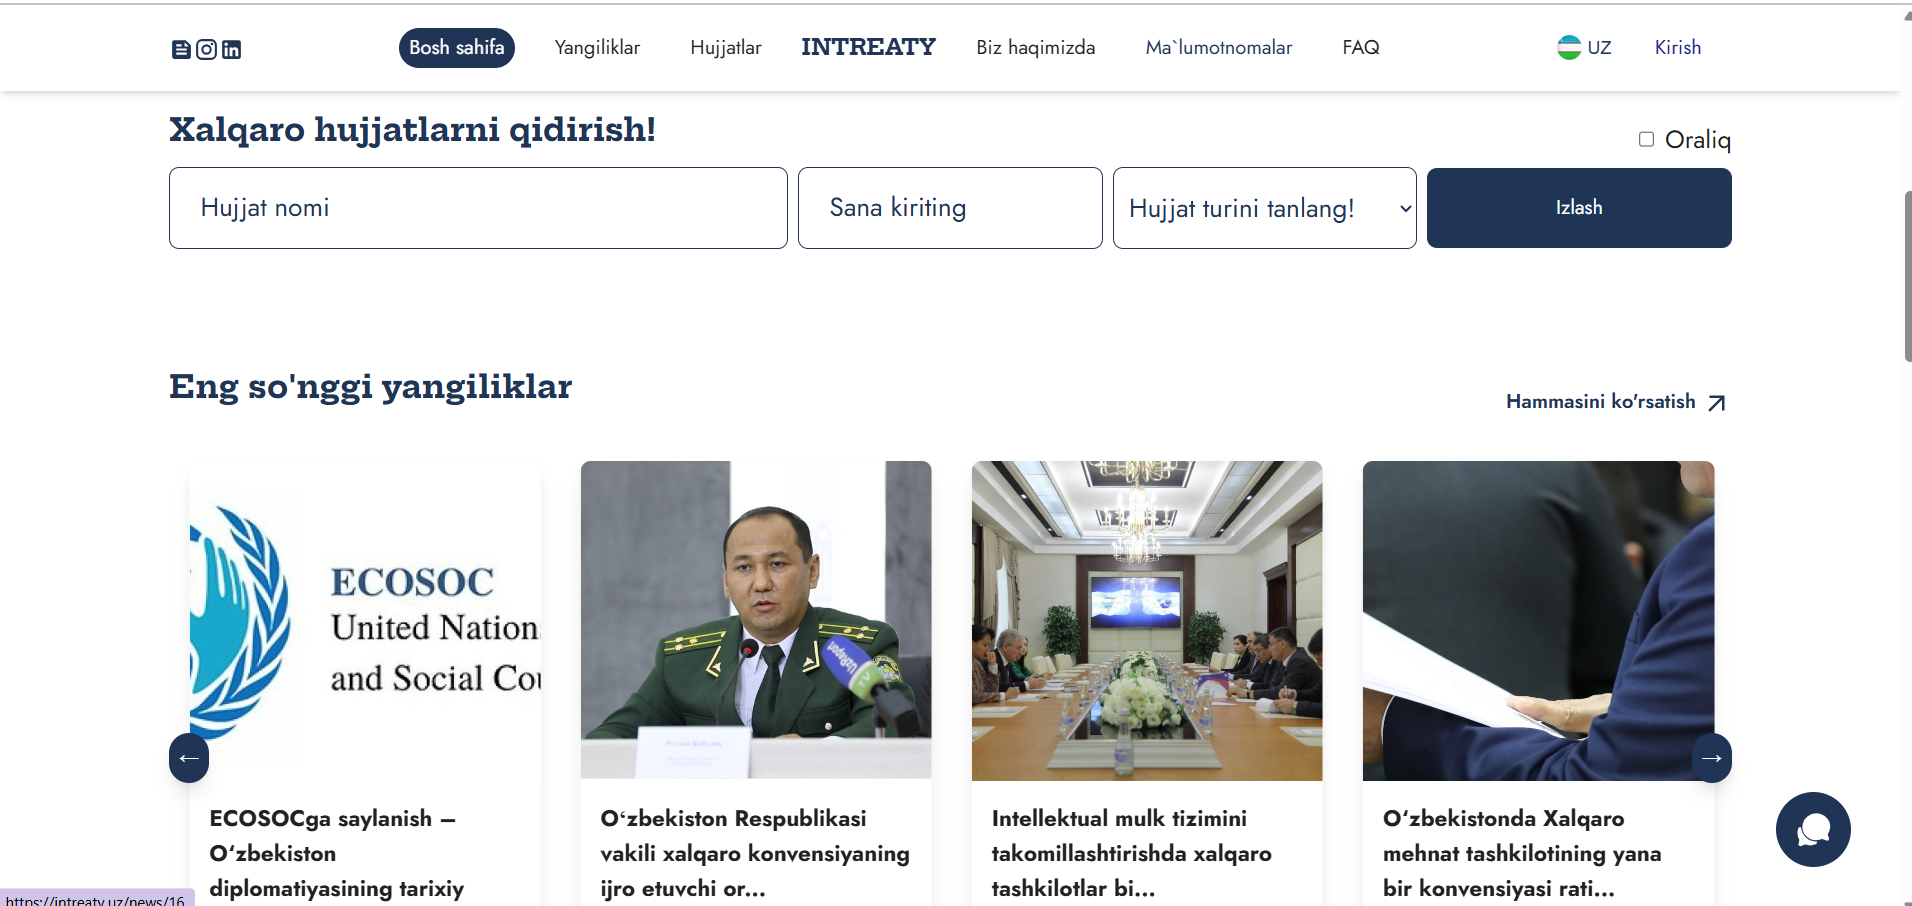 Bosh sahifa
Yangiliklar
Hujjatlar
INTREATY
Biz haqimizda
Ma`lumotnomalar
FAQ
UZ
Kirish
Xalqaro hujjatlarni qidirish!
Oraliq
Hujjat nomi
Sana kiriting
Hujjat turini tanlang!
Izlash
Eng so'nggi yangiliklar
Hammasini ko'rsatish
ECOSOC
United Nation
and Social Cou
UzReport
TV
ECOSOCga saylanish –
O‘zbekiston
diplomatiyasining tarixiy
O‘zbekiston Respublikasi
vakili xalqaro konvensiyaning
ijro etuvchi or...
Intellektual mulk tizimini
takomillashtirishda xalqaro
tashkilotlar bi...
O‘zbekistonda Xalqaro
mehnat tashkilotining yana
bir konvensiyasi rati...
https://intreaty.uz/news/16